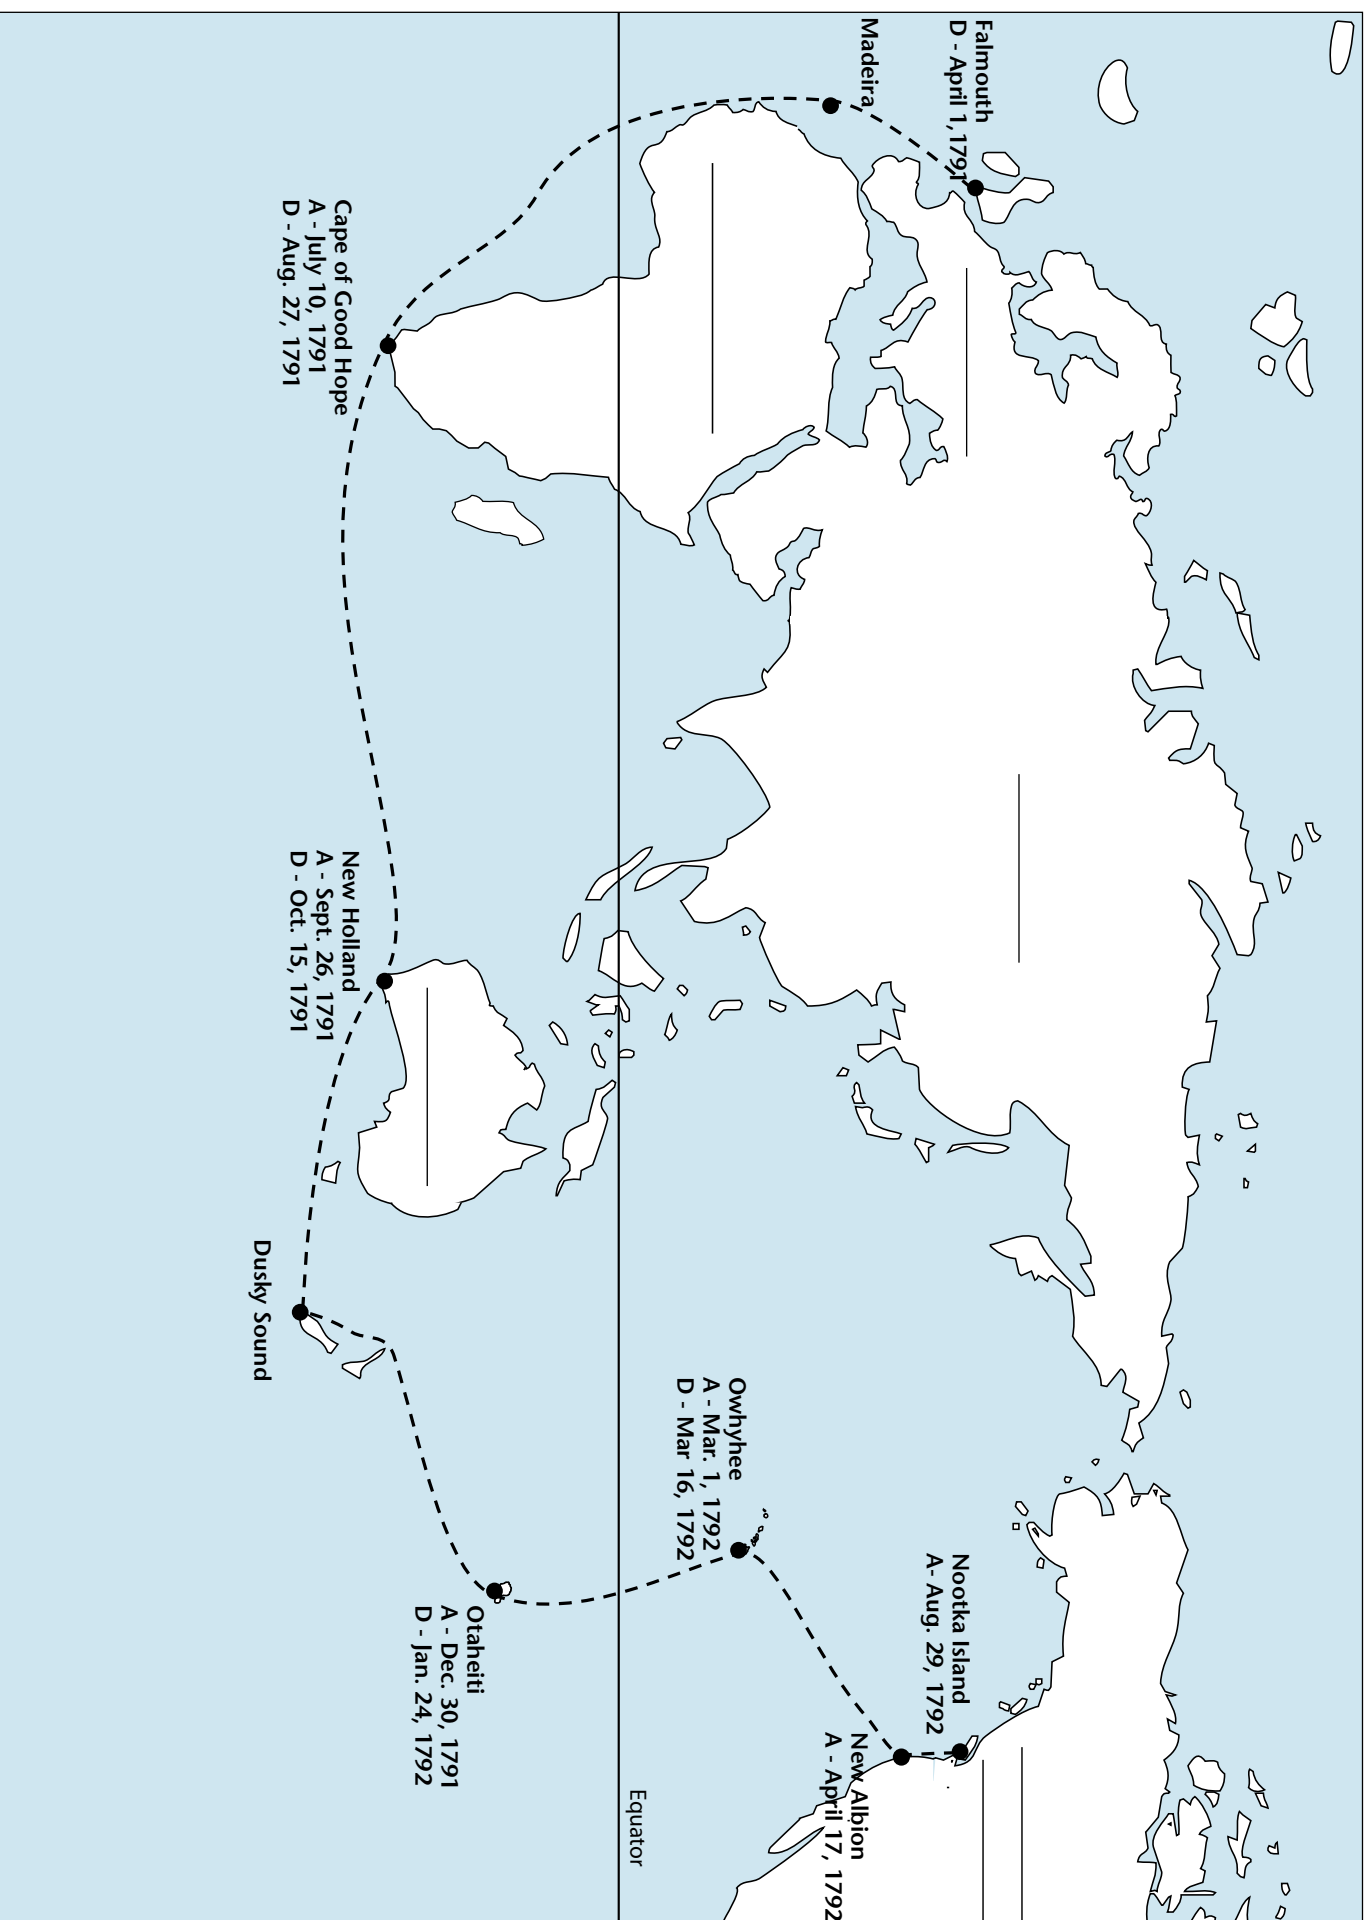 Falmouth
D - April 1, 1791
Madeira
Cape of Good Hope
A - July 10, 1791
D - Aug. 27, 1791
New Holland
A - Sept. 26, 1791
D - Oct. 15, 1791
Dusky Sound
Otaheiti
A - Dec. 30, 1791
D - Jan. 24, 1792
Owhyhee
A - Mar. 1, 1792
D - Mar 16, 1792
New Albion
A - April 17, 1792
Nootka Island
A- Aug. 29, 1792
Equator